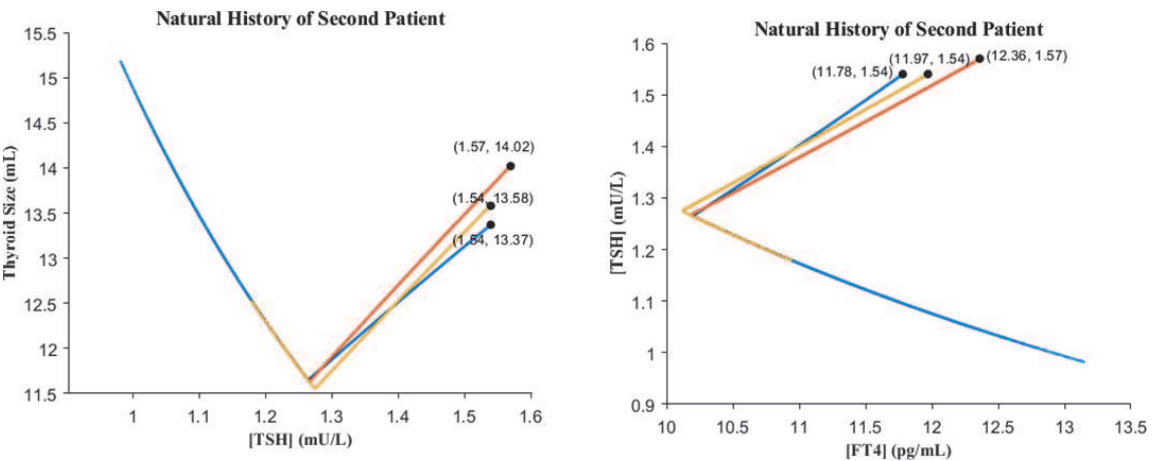 Natural History of Second Patient
15.5
15
14.5
14
13.5
13
12.5
12
11.5
Thyroid Size (mL)
(1.57, 14.02)
(1.54, 13.58)
(1.54, 13.37)
1 1.1 1.2 1.3 1.4 1.5 1.6
[TSH] (mU/L)
Natural History of Second Patient
1.6
1.5
1.4
1.3
1.2
1.1
1
0.9
[TSH] (mU/L)
(11.97, 1.54) (12.36, 1.57)
(11.78, 1.54)
10 10.5 11 11.5 12 12.5 13 13.5
[FT4] (pg/mL)